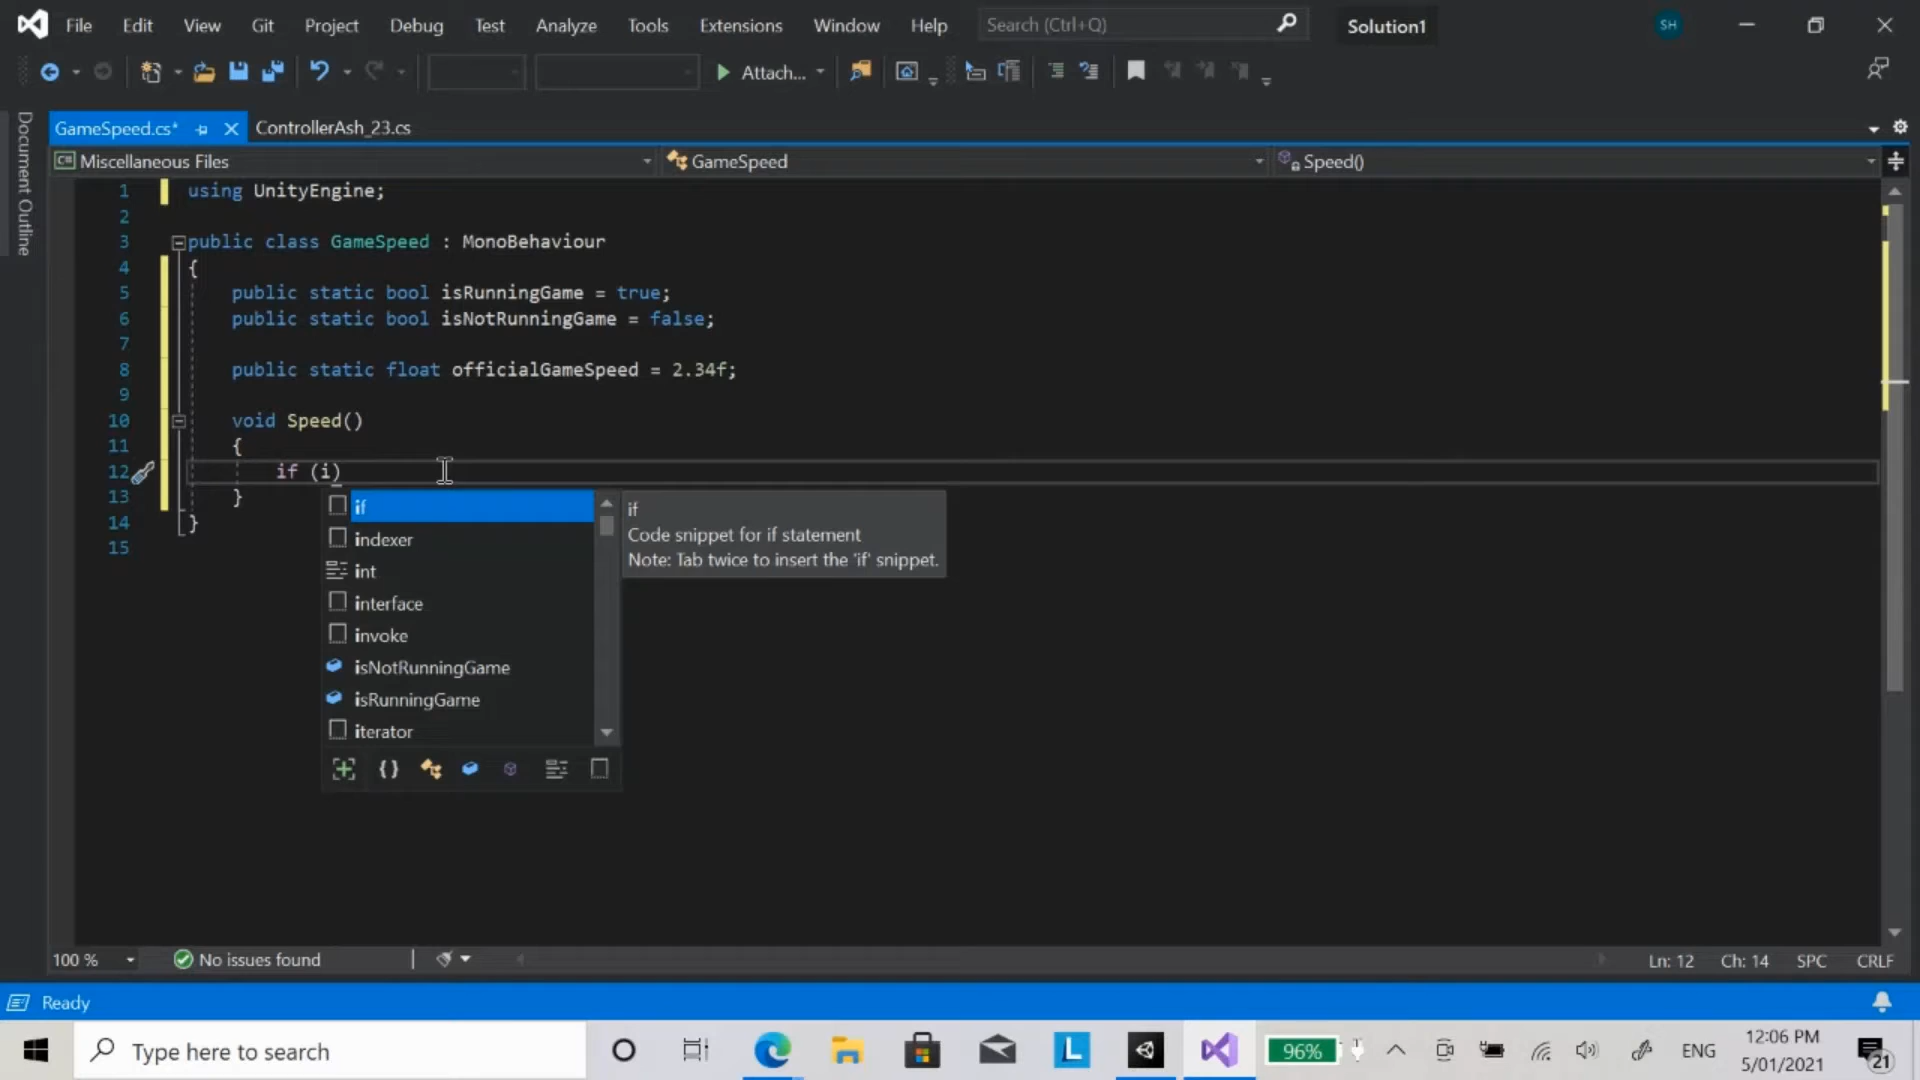 File Edit View Git Project Debug Test Analyze Tools Extensions Window Help Search (Ctrl+Q) Solution1 SH
Attach...
GameSpeed.cs* ControllerAsh_23.cs
Document Outline
C# Miscellaneous Files GameSpeed Speed()
1 using UnityEngine;
2
3 public class GameSpeed : MonoBehaviour
4 {
5 public static bool isRunningGame = true;
6 public static bool isNotRunningGame = false;
7
8 public static float officialGameSpeed = 2.34f;
9
10 void Speed()
11 {
12 if (i)
13 }
14 }
15
if
indexer
int
interface
invoke
isNotRunningGame
isRunningGame
iterator
if
Code snippet for if statement
Note: Tab twice to insert the 'if' snippet.
100 % No issues found Ln: 12 Ch: 14 SPC CRLF
Ready
Type here to search L 96% ENG 12:06 PM
5/01/2021 21